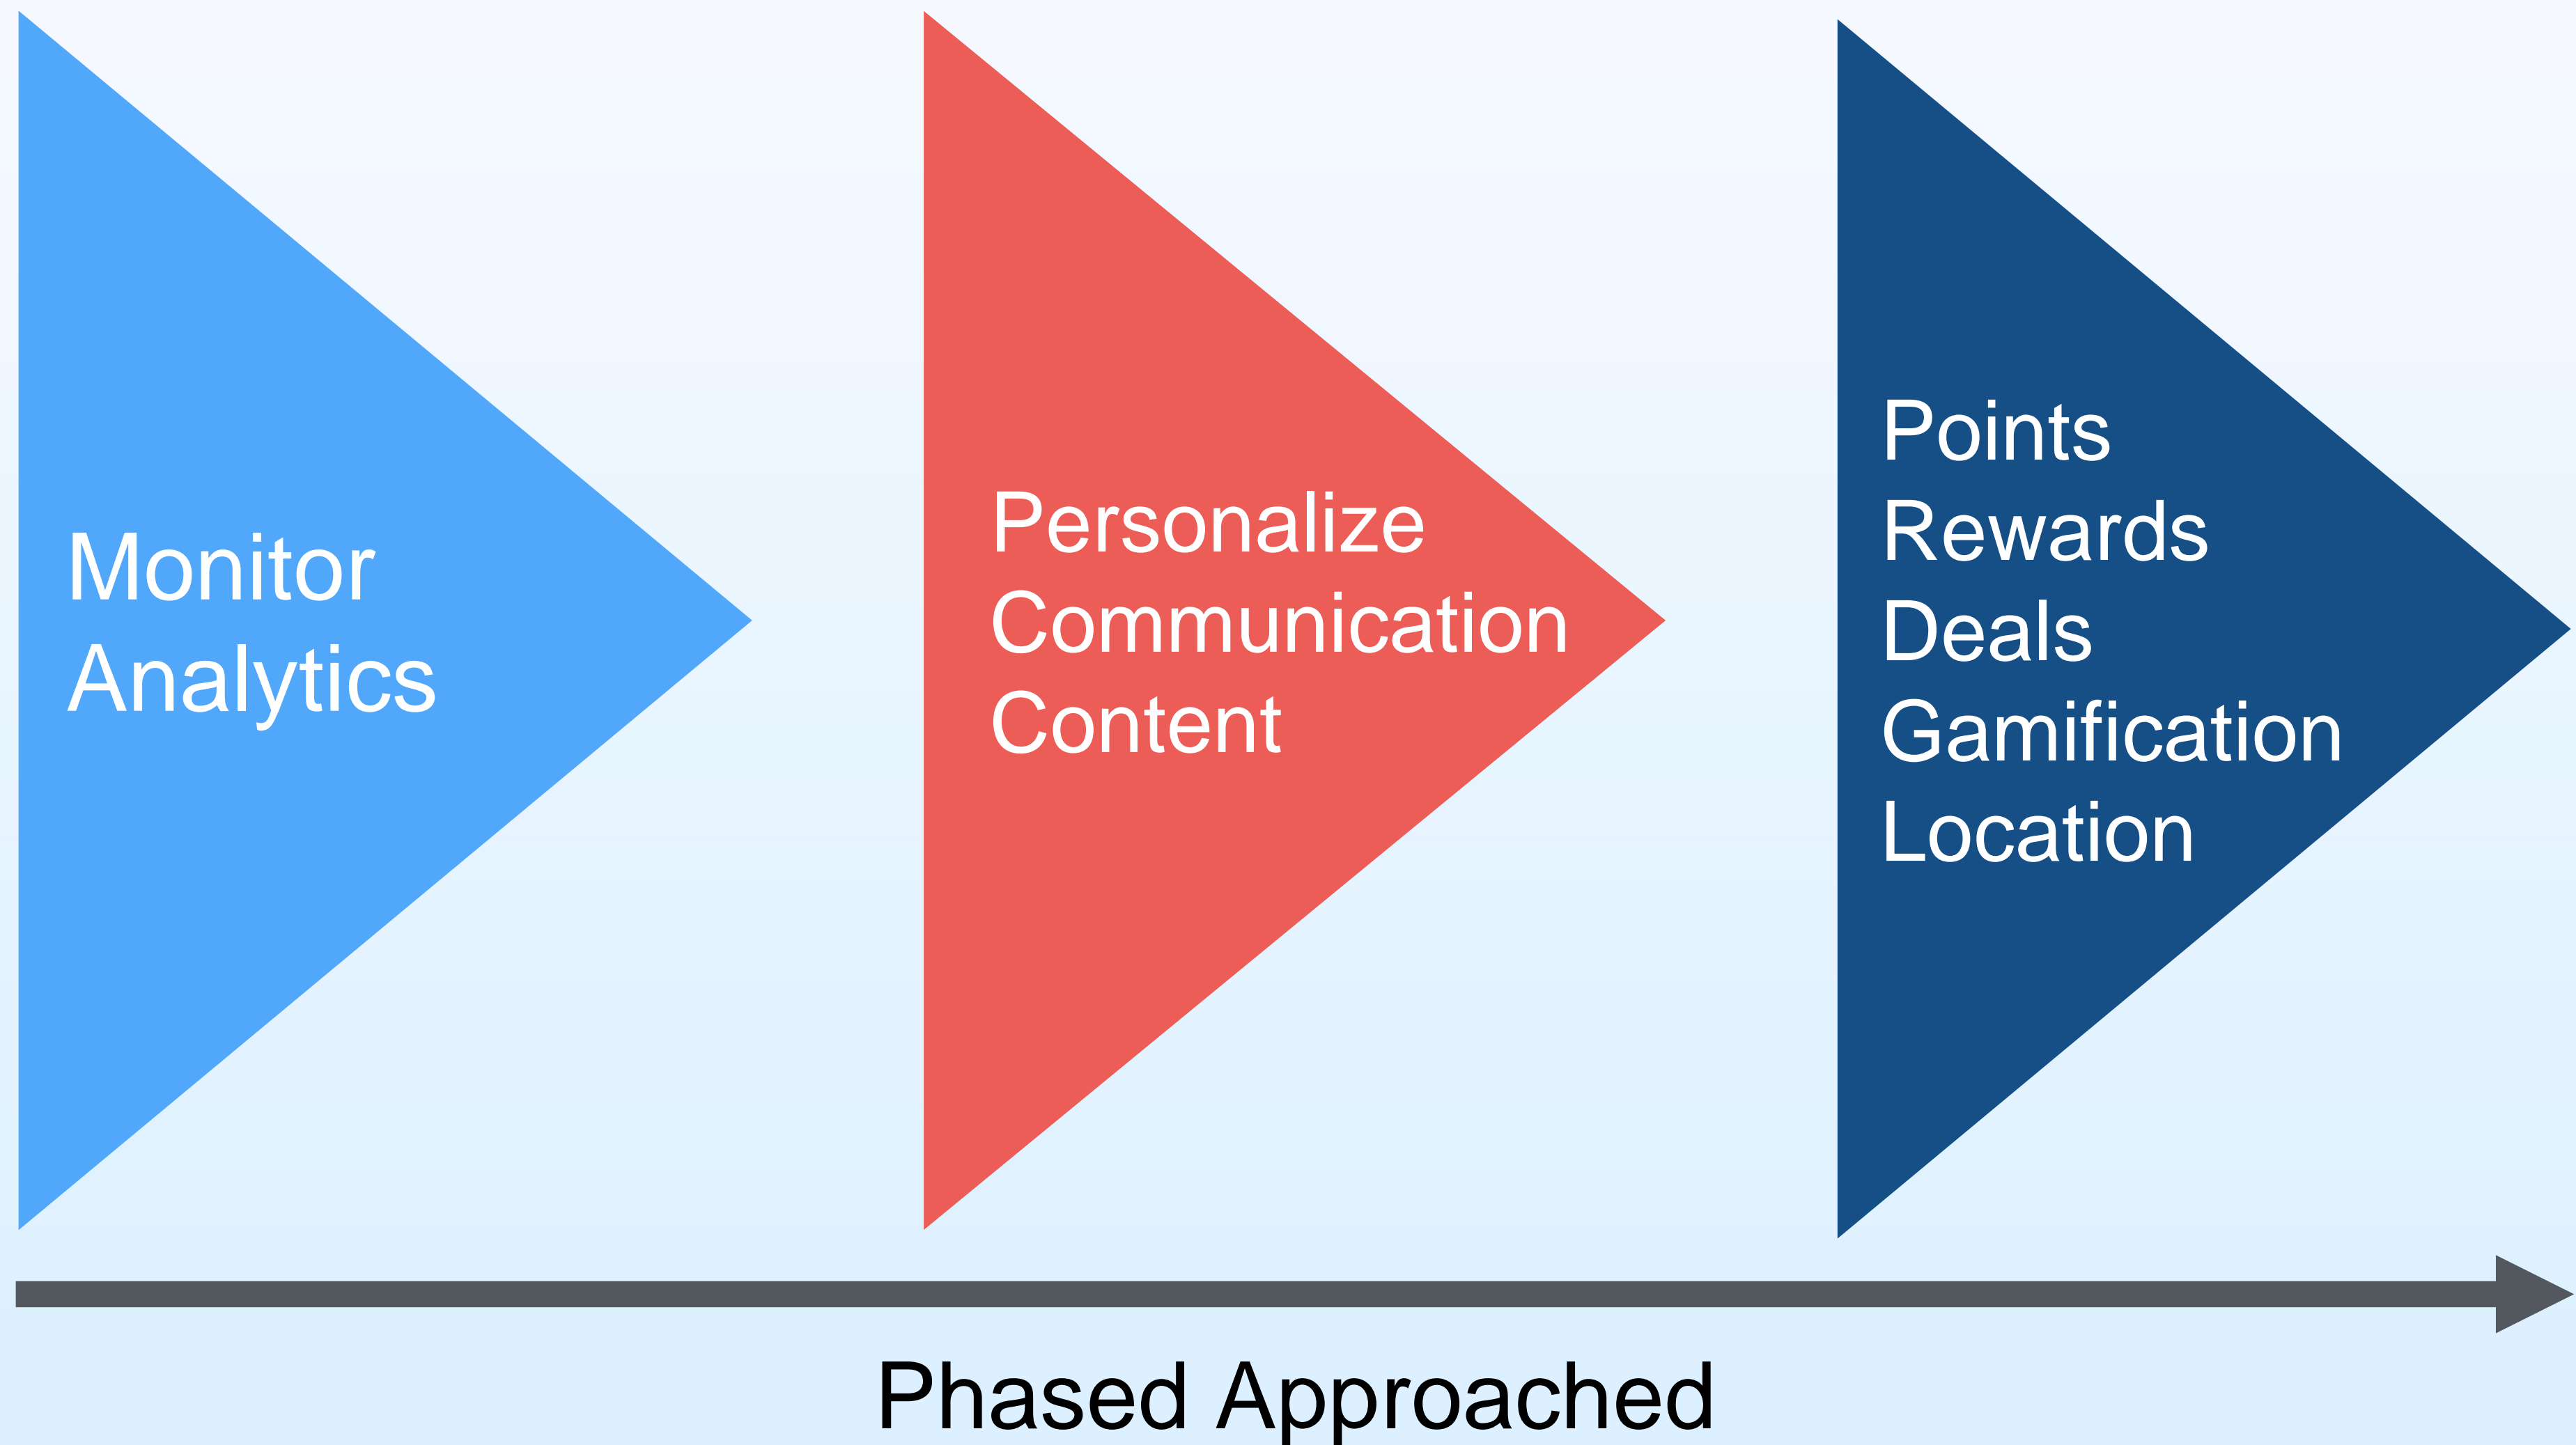 Monitor
Analytics
Personalize
Communication
Content
Points
Rewards
Deals
Gamification
Location
Phased Approached